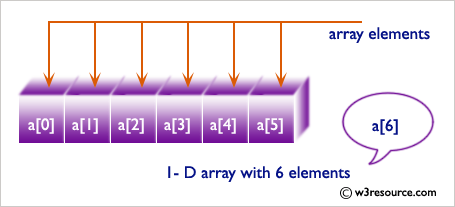 array elements
a[0] a[1] a[2] a[3] a[4] a[5]
a[6]
1- D array with 6 elements
© w3resource.com